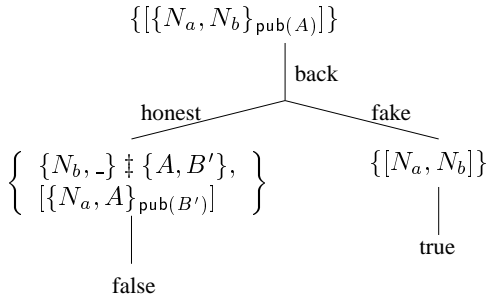 {[{N_a, N_b}_pub(A)]}
back
honest fake
{ {N_b, _} ‡ {A, B′}, {[N_a, N_b]}
[{N_a, A}_pub(B′)] }
true
false